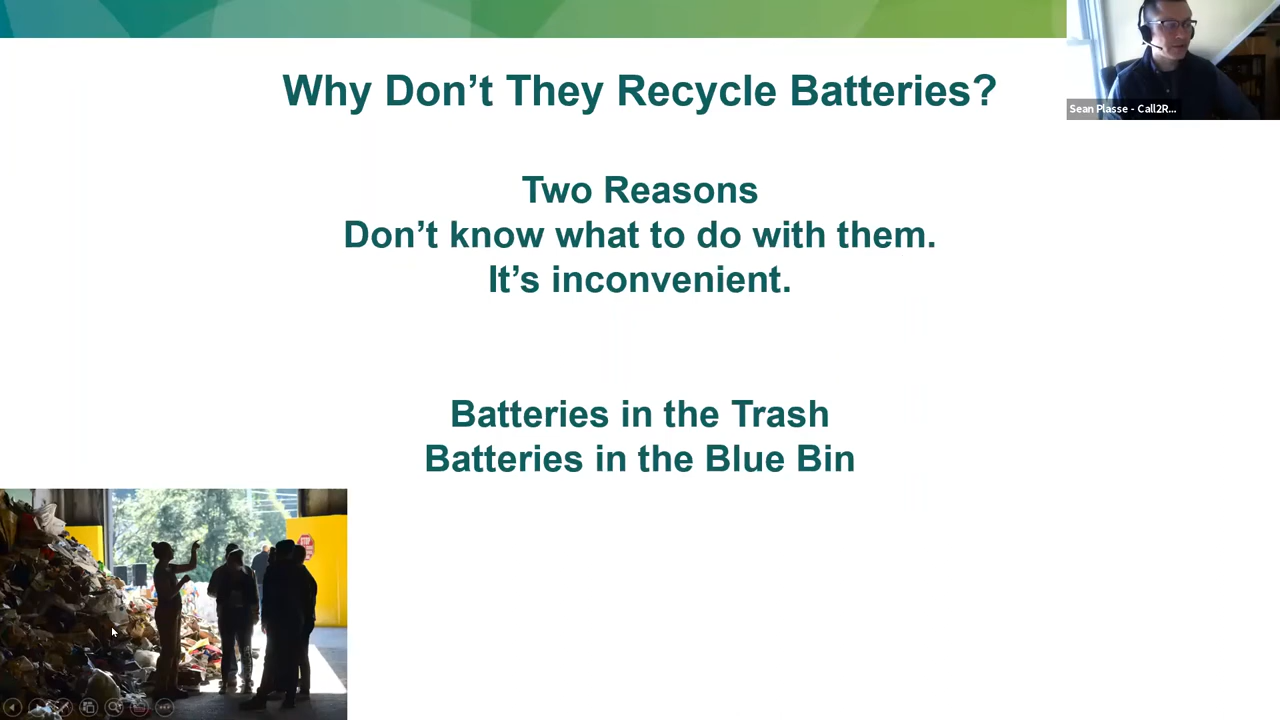 Why Don’t They Recycle Batteries?
Sean Plasse - Call2R...
Two Reasons
Don’t know what to do with them.
It’s inconvenient.
Batteries in the Trash
Batteries in the Blue Bin
STOP